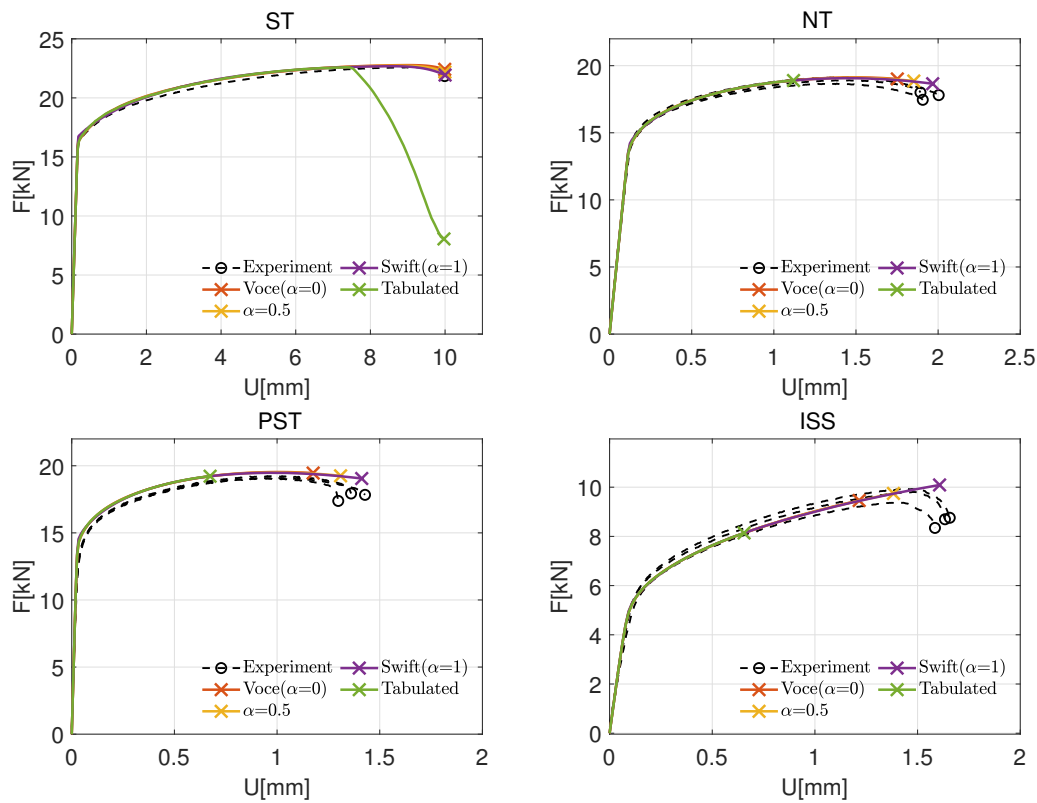 ST
25
20
15
10
5
0
0 2 4 6 8 10
F[kN]
U[mm]
Experiment
Voce(α=0)
α=0.5
Swift(α=1)
Tabulated
NT
20
15
10
5
0
0 0.5 1 1.5 2 2.5
F[kN]
U[mm]
Experiment
Voce(α=0)
α=0.5
Swift(α=1)
Tabulated
PST
20
15
10
5
0
0 0.5 1 1.5 2
F[kN]
U[mm]
Experiment
Voce(α=0)
α=0.5
Swift(α=1)
Tabulated
ISS
10
8
6
4
2
0
0 0.5 1 1.5 2
F[kN]
U[mm]
Experiment
Voce(α=0)
α=0.5
Swift(α=1)
Tabulated